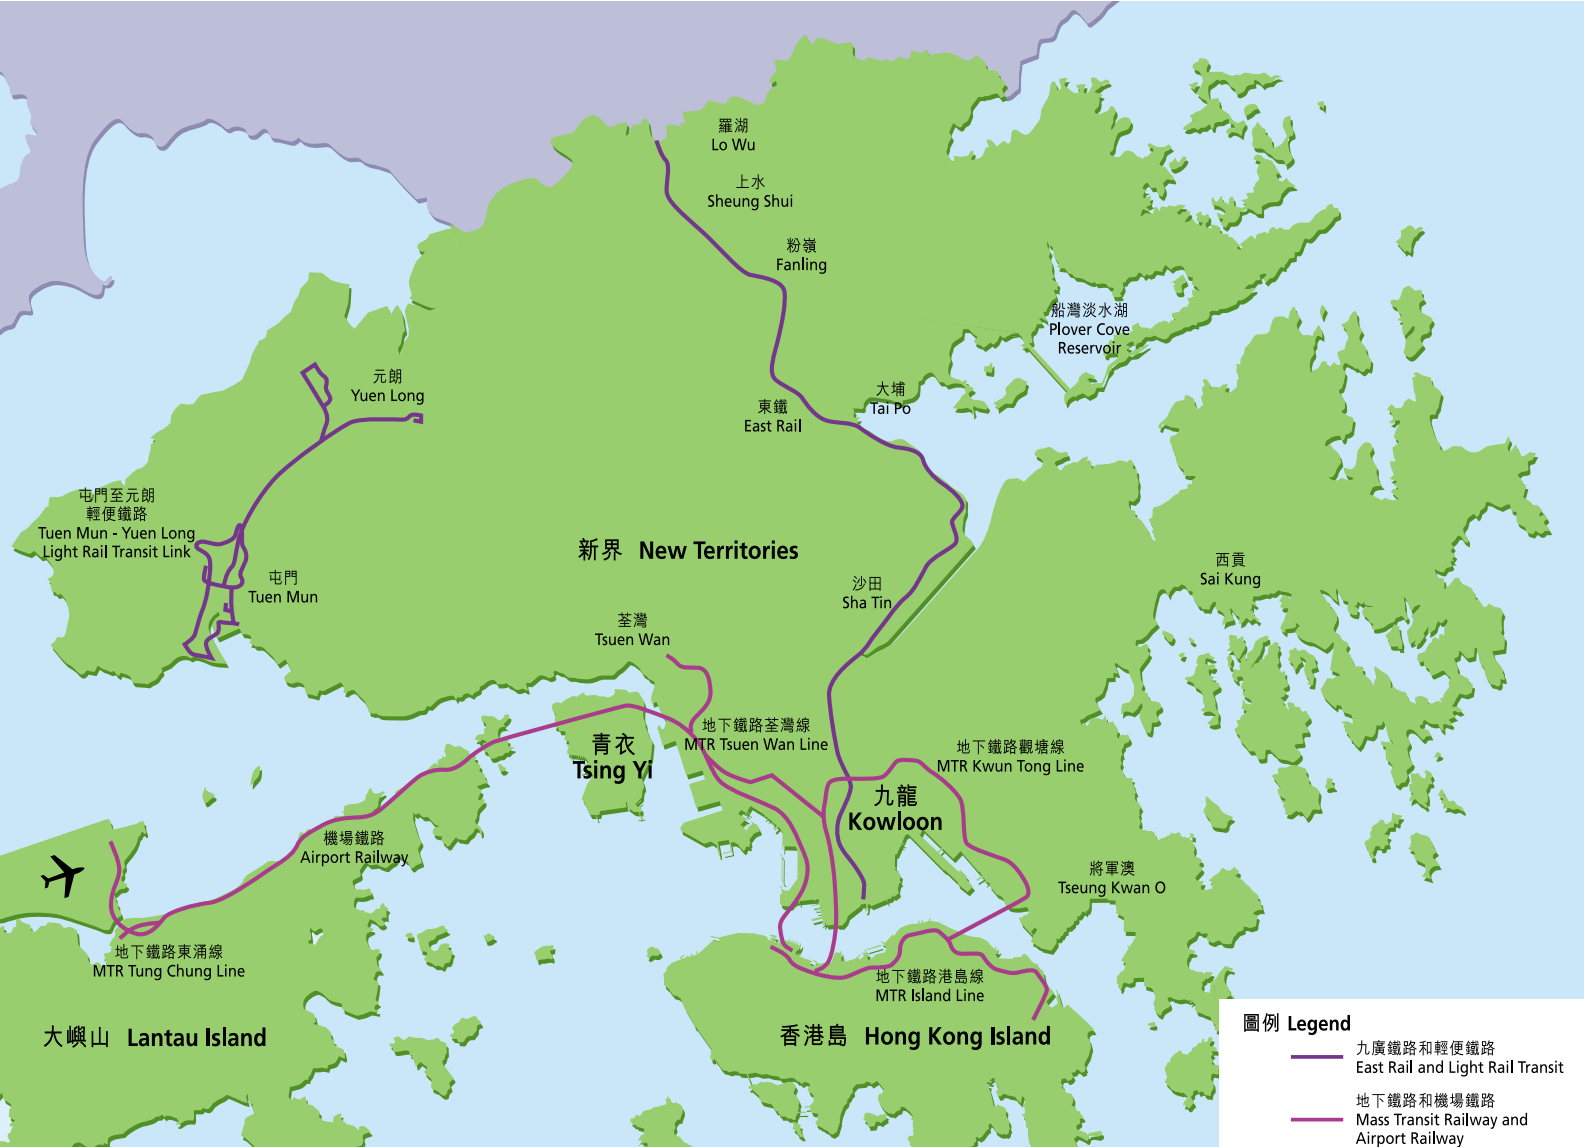 羅湖
Lo Wu
上水
Sheung Shui
粉嶺
Fanling
船灣淡水湖
Plover Cove
Reservoir
元朗
Yuen Long
大埔
Tai Po
東鐵
East Rail
屯門至元朗
輕便鐵路
Tuen Mun - Yuen Long
Light Rail Transit Link
新界 New Territories
西貢
Sai Kung
屯門
Tuen Mun
沙田
Sha Tin
荃灣
Tsuen Wan
地下鐵路荃灣線
MTR Tsuen Wan Line
青衣
Tsing Yi
地下鐵路觀塘線
MTR Kwun Tong Line
九龍
Kowloon
機場鐵路
Airport Railway
將軍澳
Tseung Kwan O
地下鐵路東涌線
MTR Tung Chung Line
地下鐵路港島線
MTR Island Line
大嶼山 Lantau Island
香港島 Hong Kong Island
圖例 Legend
九廣鐵路和輕便鐵路
East Rail and Light Rail Transit
地下鐵路和機場鐵路
Mass Transit Railway and
Airport Railway